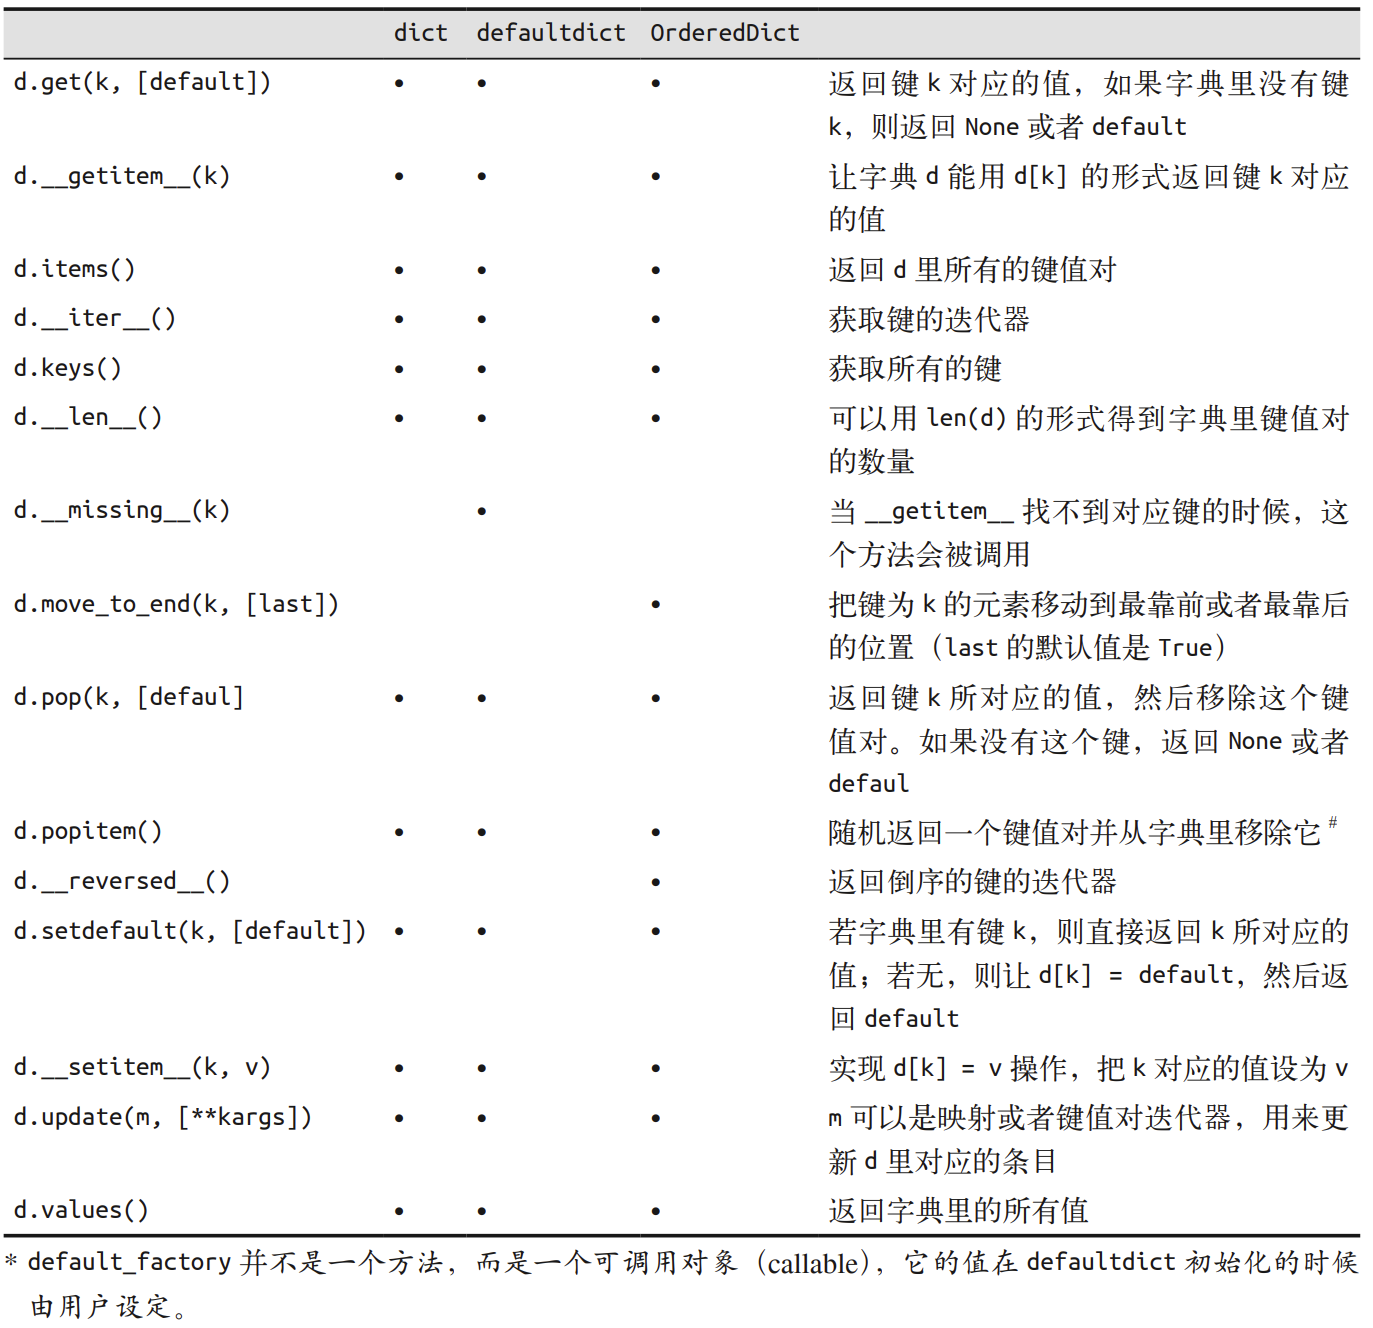 dict defaultdict OrderedDict
d.get(k, [default]) • • • 返回键 k 对应的值，如果字典里没有键
k，则返回 None 或者 default
d.__getitem__(k) • • • 让字典 d 能用 d[k] 的形式返回键 k 对应
的值
d.items() • • • 返回 d 里所有的键值对
d.__iter__() • • • 获取键的迭代器
d.keys() • • • 获取所有的键
d.__len__() • • • 可以用 len(d) 的形式得到字典里键值对
的数量
d.__missing__(k) • 当 __getitem__ 找不到对应键的时候，这
个方法会被调用
d.move_to_end(k, [last]) • 把键为 k 的元素移动到最靠前或者最靠后
的位置（last 的默认值是 True）
d.pop(k, [defaul] • • • 返回键 k 所对应的值，然后移除这个键
值对。如果没有这个键，返回 None 或者
defaul
d.popitem() • • • 随机返回一个键值对并从字典里移除它 #
d.__reversed__() • 返回倒序的键的迭代器
d.setdefault(k, [default]) • • • 若字典里有键 k，则直接返回 k 所对应的
值；若无，则让 d[k] = default，然后返
回 default
d.__setitem__(k, v) • • • 实现 d[k] = v 操作，把 k 对应的值设为 v
d.update(m, [**kargs]) • • • m 可以是映射或者键值对迭代器，用来更
新 d 里对应的条目
d.values() • • • 返回字典里的所有值
* default_factory 并不是一个方法，而是一个可调用对象（callable），它的值在 defaultdict 初始化的时候
由用户设定。